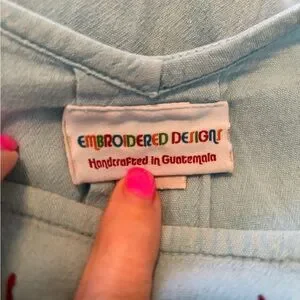 EMBROIDERED DESIGNS
Handcrafted in Guatemala